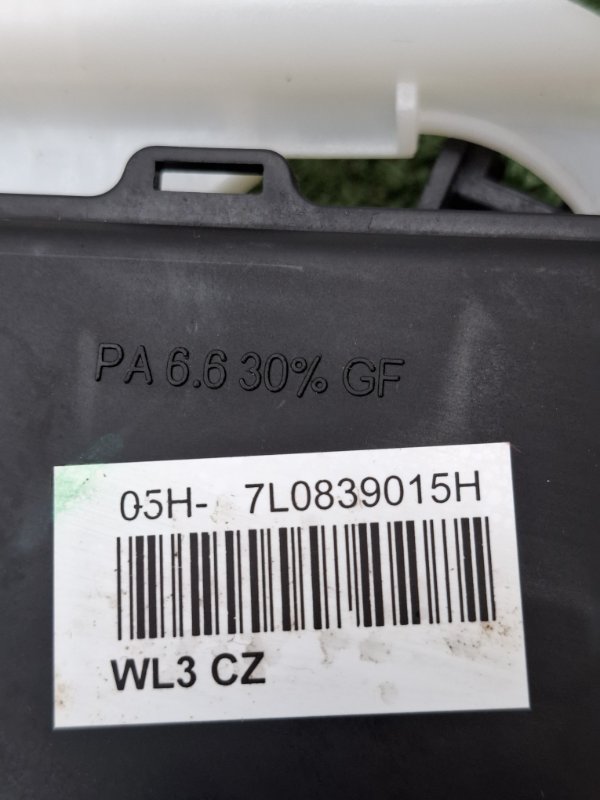 PA 6.6 30% GF
05H- 7L0839015H
WL3 CZ